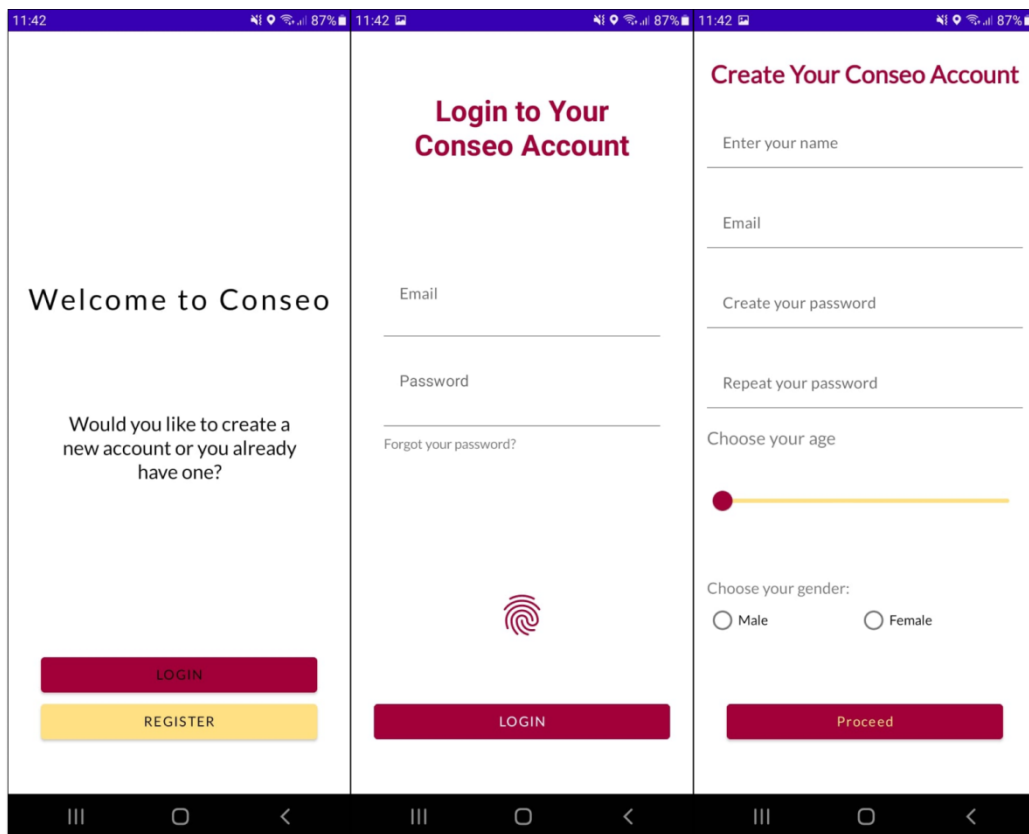 11:42
87%
Welcome to Conseo
Would you like to create a
new account or you already
have one?
LOGIN
REGISTER
11:42
87%
Login to Your
Conseo Account
Email
Password
Forgot your password?
LOGIN
11:42
87%
Create Your Conseo Account
Enter your name
Email
Create your password
Repeat your password
Choose your age
Choose your gender:
Male Female
Proceed